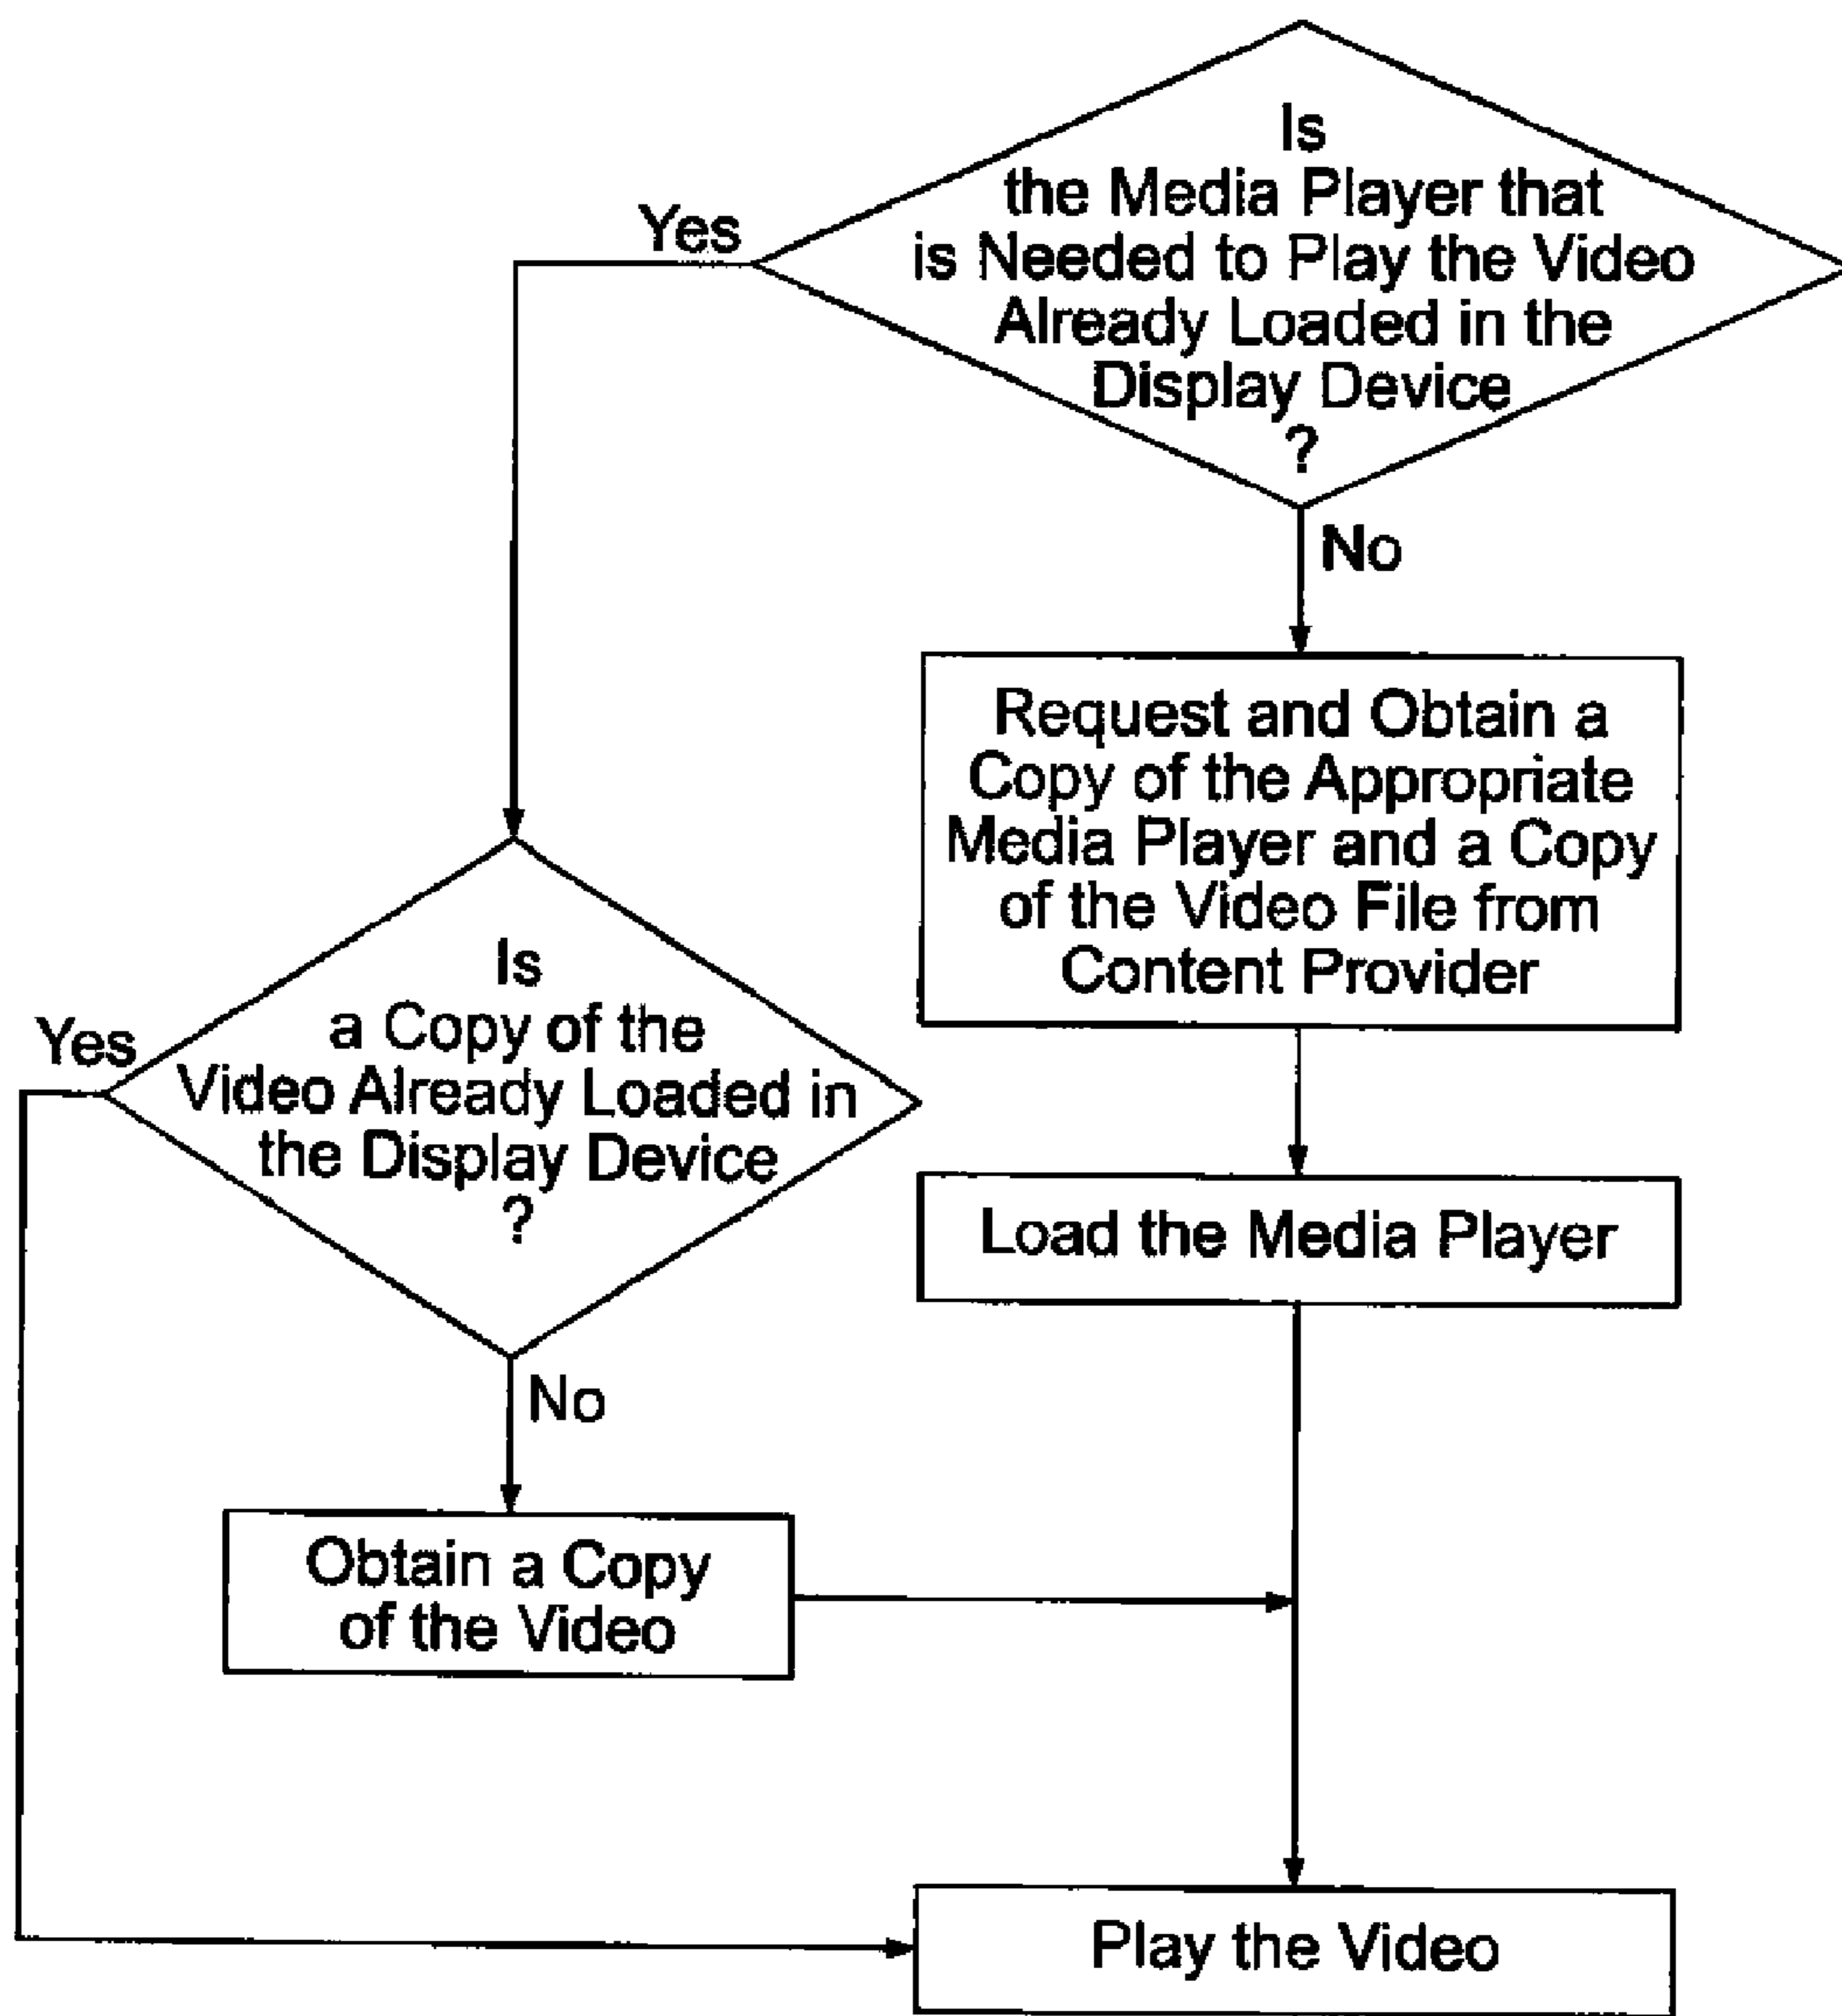 Is
the Media Player that
is Needed to Play the Video
Already Loaded in the
Display Device
?
Yes
No
Request and Obtain a
Copy of the Appropriate
Media Player and a Copy
of the Video File from
Content Provider
Is
a Copy of the
Video Already Loaded in
the Display Device
?
Yes
No
Load the Media Player
Obtain a Copy
of the Video
Play the Video